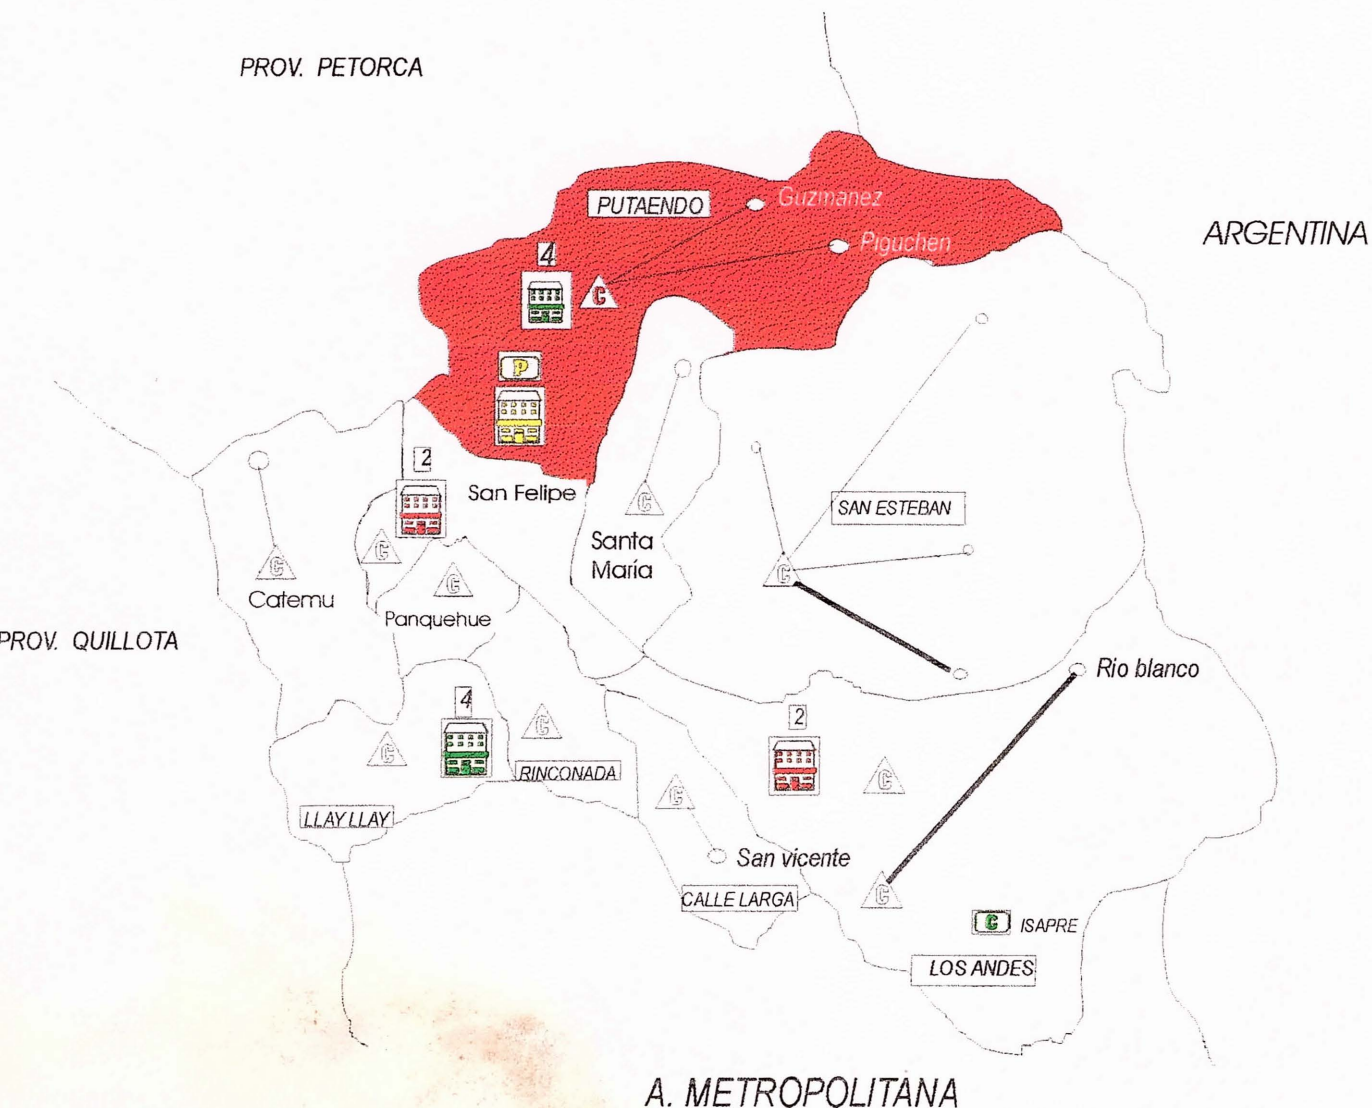 PROV. PETORCA
ARGENTINA
PUTAENDO
Guzmanez
Piguchen
4
C
P
2
San Felipe
C
Santa
María
SAN ESTEBAN
C
C
C
C
Catemu
Panquehue
PROV. QUILLOTA
Rio blanco
4
C
C
2
C
RINCONADA
C
LLAY LLAY
San vicente
CALLE LARGA
C
C ISAPRE
LOS ANDES
A. METROPOLITANA